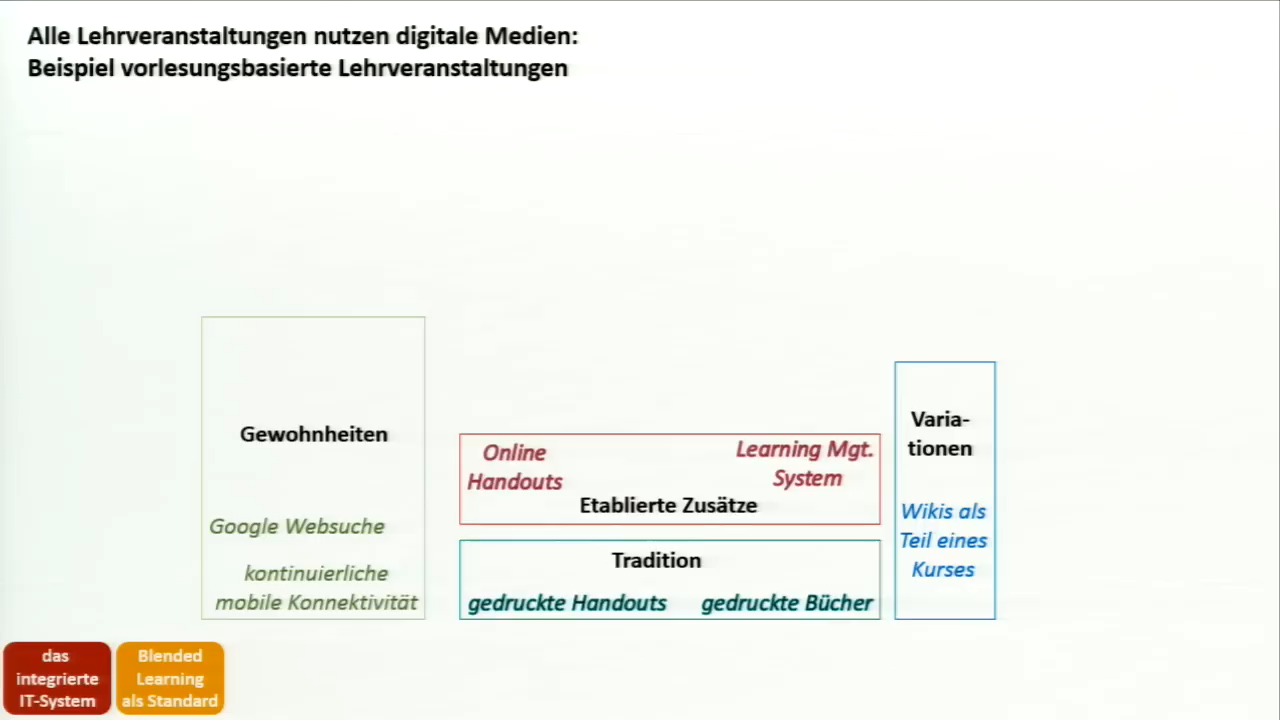 Alle Lehrveranstaltungen nutzen digitale Medien:
Beispiel vorlesungsbasierte Lehrveranstaltungen
Gewohnheiten
Google Websuche
kontinuierliche
mobile Konnektivität
Online
Handouts
Learning Mgt.
System
Etablierte Zusätze
Tradition
gedruckte Handouts
gedruckte Bücher
Varia-
tionen
Wikis als
Teil eines
Kurses
das
integrierte
IT-System
Blended
Learning
als Standard